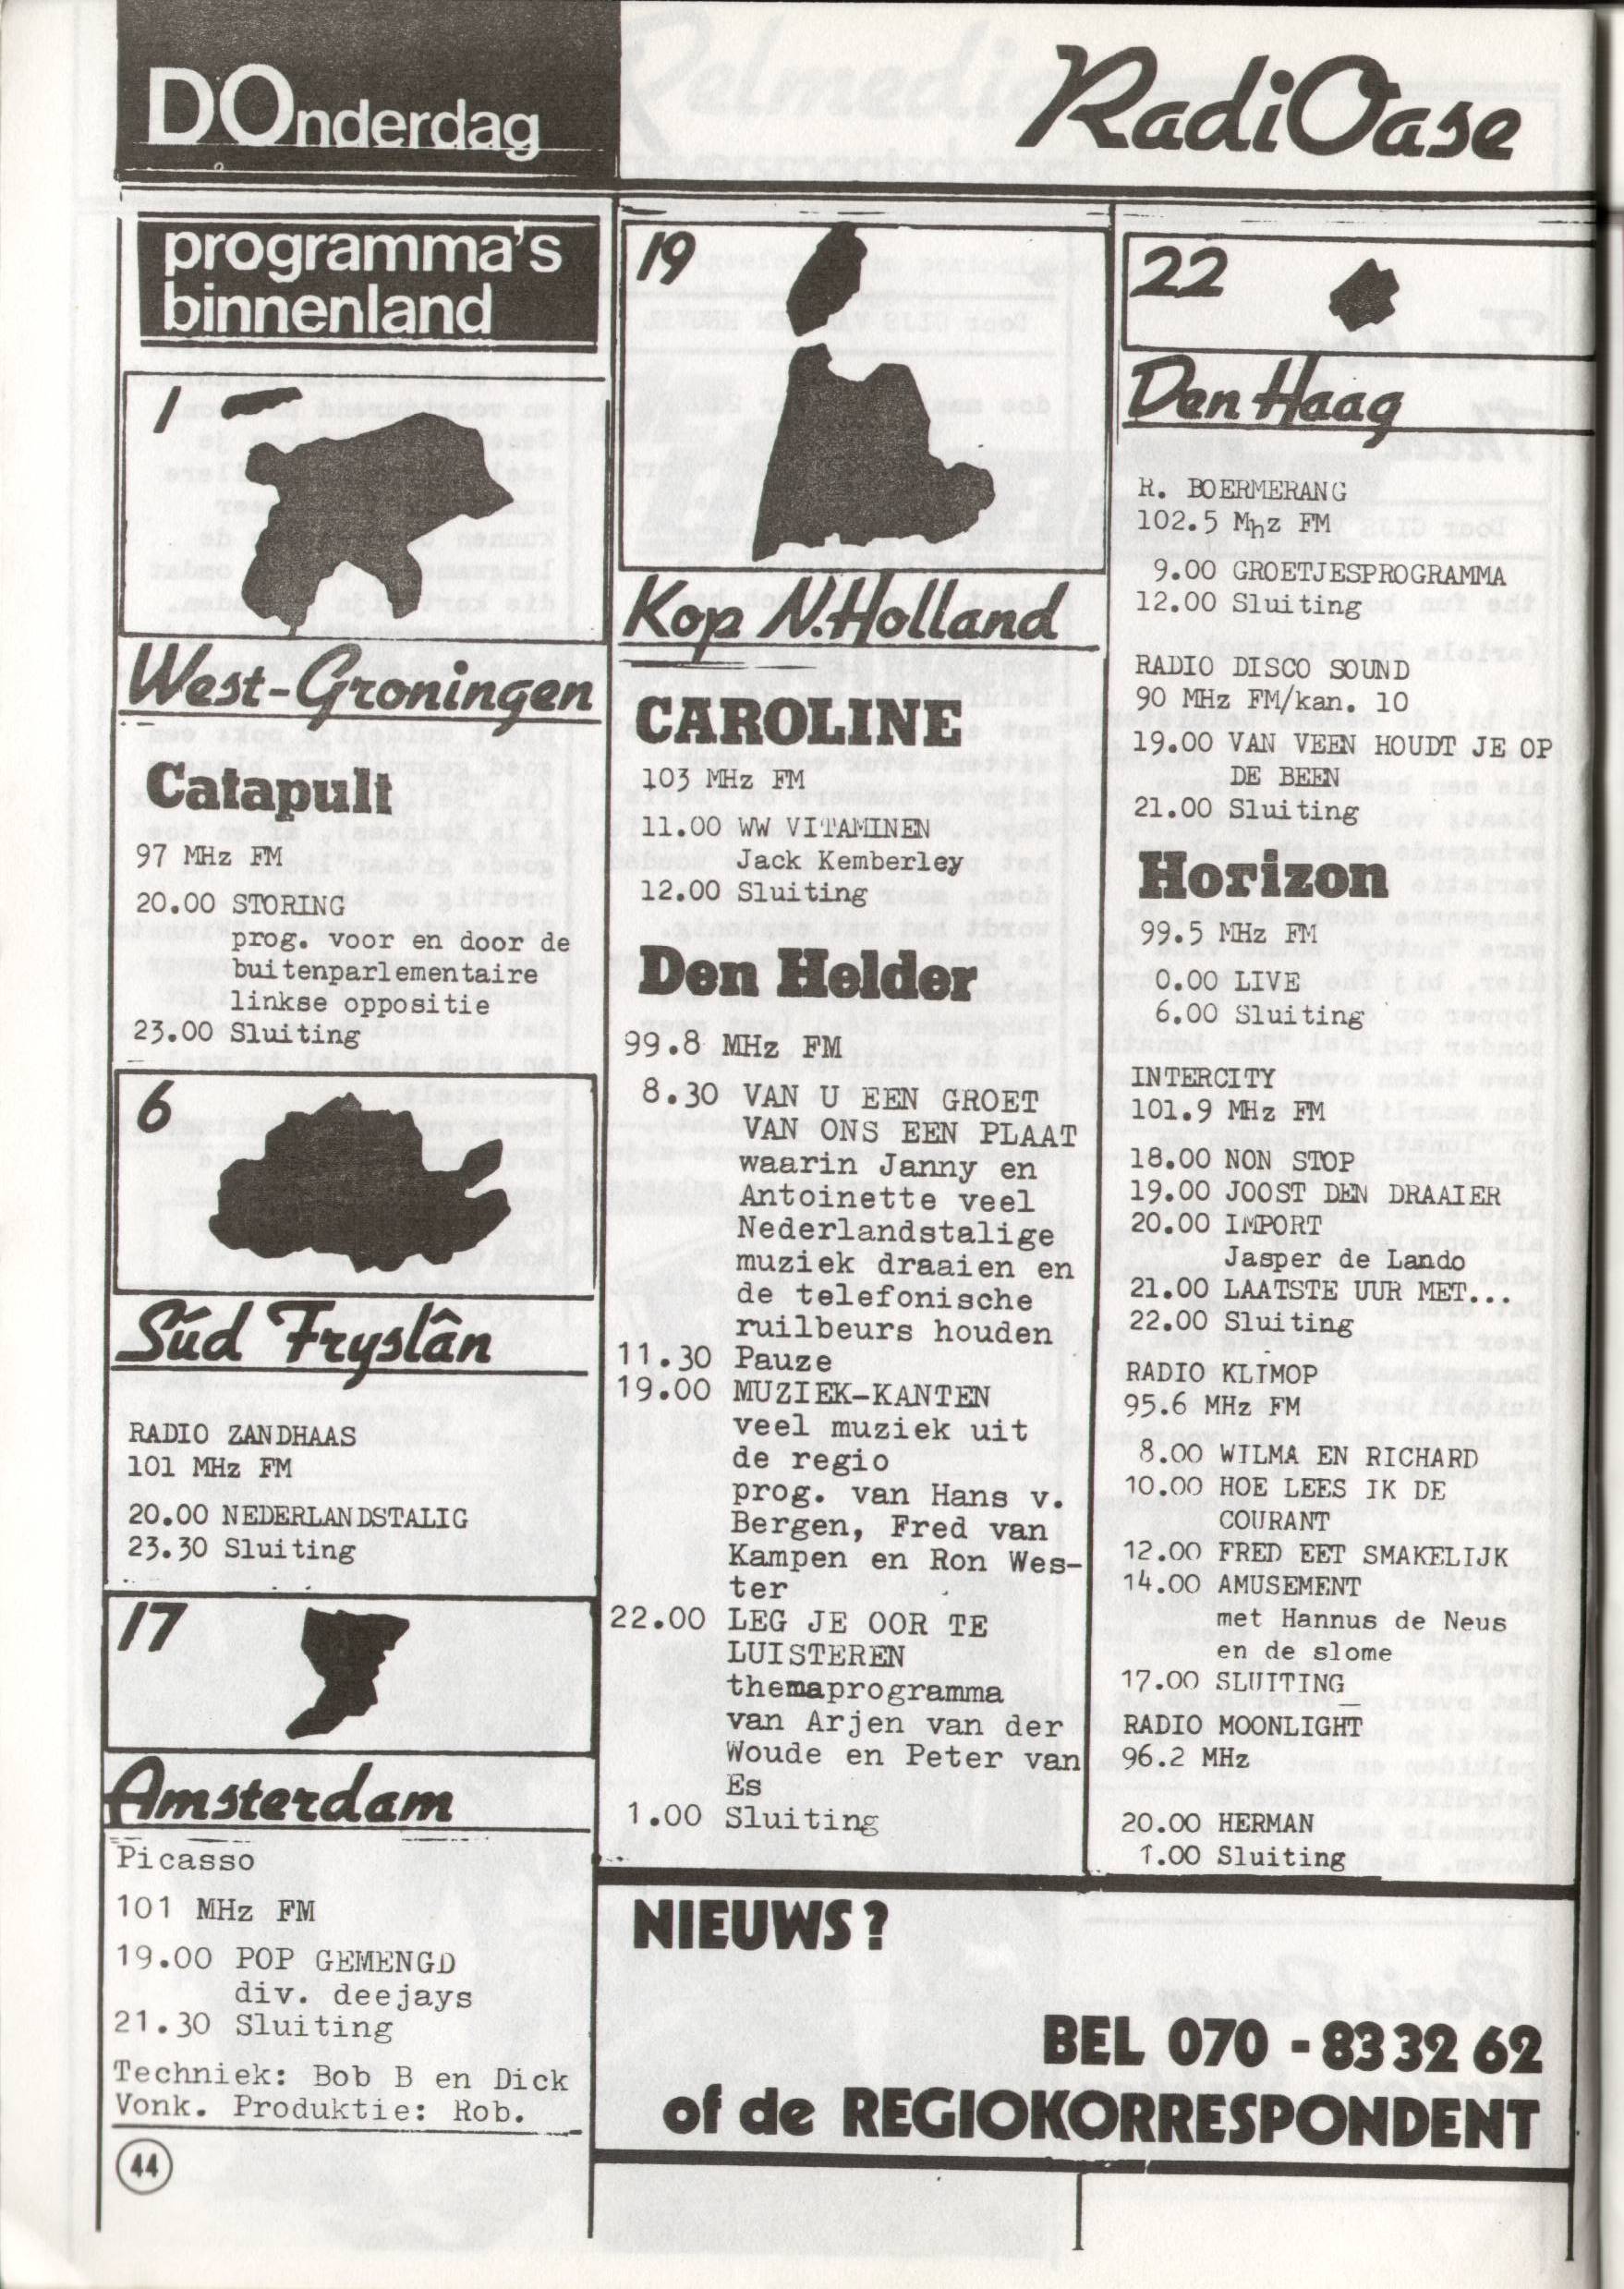 DOnderdag
RadiOase
programma's
binnenland
1
West-Groningen
Catapult
97 MHz FM
20.00 STORING
prog. voor en door de
buitenparlementaire
linkse oppositie
23.00 Sluiting
6
Súd Fryslân
RADIO ZANDHAAS
101 MHz FM
20.00 NEDERLANDSTALIG
23.30 Sluiting
17
Amsterdam
Picasso
101 MHz FM
19.00 POP GEMENGD
div. deejays
21.30 Sluiting
Techniek: Bob B en Dick
Vonk. Produktie: Rob.
44
19
Kop N.Holland
CAROLINE
103 MHz FM
11.00 WW VITAMINEN
Jack Kemberley
12.00 Sluiting
Den Helder
99.8 MHz FM
8.30 VAN U EEN GROET
VAN ONS EEN PLAAT
waarin Janny en
Antoinette veel
Nederlandstalige
muziek draaien en
de telefonische
ruilbeurs houden
11.30 Pauze
19.00 MUZIEK-KANTEN
veel muziek uit
de regio
prog. van Hans v.
Bergen, Fred van
Kampen en Ron Wes-
ter
22.00 LEG JE OOR TE
LUISTEREN
themaprogramma
van Arjen van der
Woude en Peter van
Es
1.00 Sluiting
22
Den Haag
R. BOERMERANG
102.5 Mhz FM
9.00 GROETJESPROGRAMMA
12.00 Sluiting
RADIO DISCO SOUND
90 MHz FM/kan. 10
19.00 VAN VEEN HOUDT JE OP
DE BEEN
21.00 Sluiting
Horizon
99.5 MHz FM
0.00 LIVE
6.00 Sluiting
INTERCITY
101.9 MHz FM
18.00 NON STOP
19.00 JOOST DEN DRAAIER
20.00 IMPORT
Jasper de Lando
21.00 LAATSTE UUR MET...
22.00 Sluiting
RADIO KLIMOP
95.6 MHz FM
8.00 WILMA EN RICHARD
10.00 HOE LEES IK DE
COURANT
12.00 FRED EET SMAKELIJK
14.00 AMUSEMENT
met Hannus de Neus
en de slome
17.00 SLUITING
RADIO MOONLIGHT
96.2 MHz
20.00 HERMAN
1.00 Sluiting
NIEUWS?
BEL 070 - 83 32 62
of de REGIOKORRESPONDENT